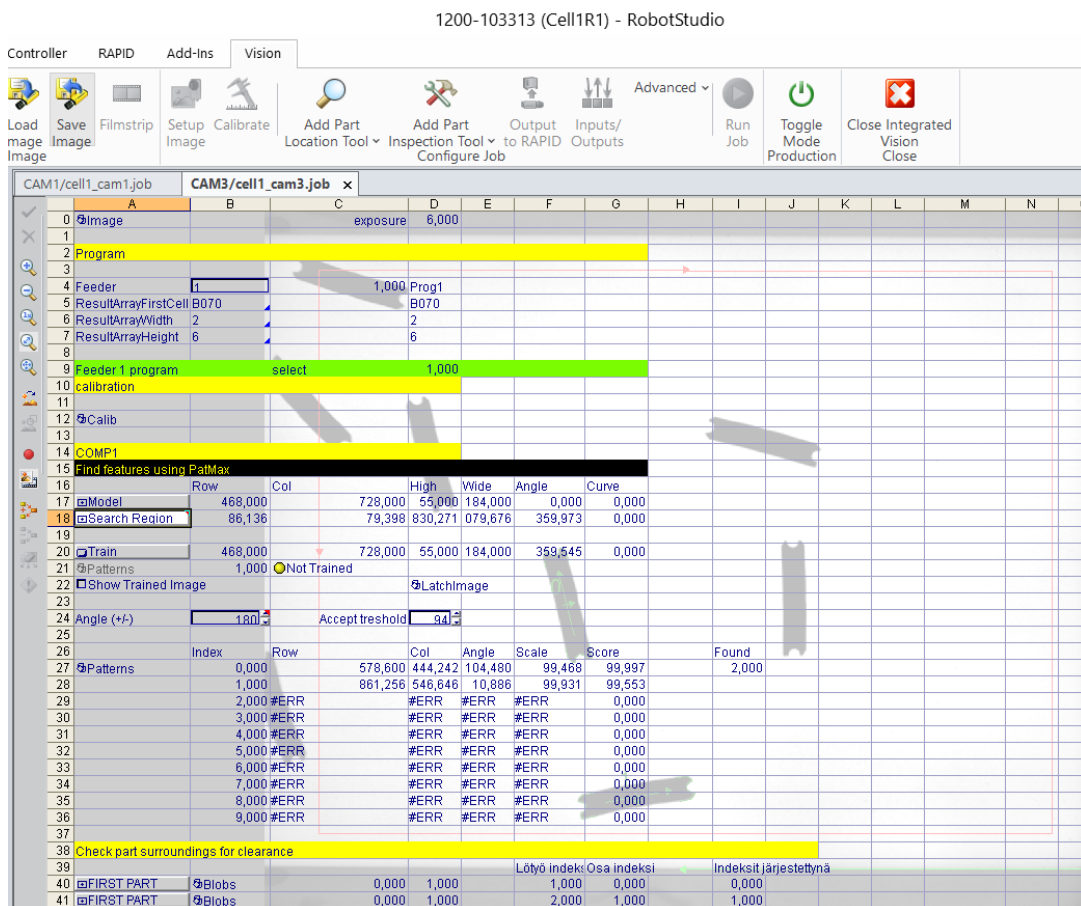 1200-103313 (Cell1R1) - RobotStudio
Controller RAPID Add-Ins Vision
Load Save Filmstrip Setup Calibrate Add Part Add Part Output Inputs/ Advanced Run Toggle Close Integrated
mage Image Image Location Tool Inspection Tool to RAPID Outputs Job Mode Vision
Image Configure Job Production Close
CAM1/cell1_cam1.job CAM3/cell1_cam3.job x
A B C D E F G H I J K L M N
0 Image exposure 6,000
1
2 Program
3
4 Feeder 1 1,000 Prog1
5 ResultArrayFirstCell B070 B070
6 ResultArrayWidth 2 2
7 ResultArrayHeight 6 6
8
9 Feeder 1 program select 1,000
10 calibration
11
12 Calib
13
14 COMP1
15 Find features using PatMax
16 Row Col High Wide Angle Curve
17 Model 468,000 728,000 55,000 184,000 0,000 0,000
18 Search Region 86,136 79,398 830,271 079,676 359,973 0,000
19
20 Train 468,000 728,000 55,000 184,000 359,545 0,000
21 Patterns 1,000 Not Trained
22 Show Trained Image LatchImage
23
24 Angle (+/-) 180 Accept treshold 94
25
26 Index Row Col Angle Scale Score Found
27 Patterns 0,000 578,600 444,242 104,480 99,468 99,997 2,000
28 1,000 861,256 546,646 10,886 99,931 99,553
29 2,000 #ERR #ERR #ERR #ERR 0,000
30 3,000 #ERR #ERR #ERR #ERR 0,000
31 4,000 #ERR #ERR #ERR #ERR 0,000
32 5,000 #ERR #ERR #ERR #ERR 0,000
33 6,000 #ERR #ERR #ERR #ERR 0,000
34 7,000 #ERR #ERR #ERR #ERR 0,000
35 8,000 #ERR #ERR #ERR #ERR 0,000
36 9,000 #ERR #ERR #ERR #ERR 0,000
37
38 Check part surroundings for clearance
39 Lötyö indek Osa indeksi Indeksit järjestettynä
40 FIRST PART Blobs 0,000 1,000 1,000 0,000 0,000
41 FIRST PART Blobs 0,000 1,000 2,000 1,000 1,000